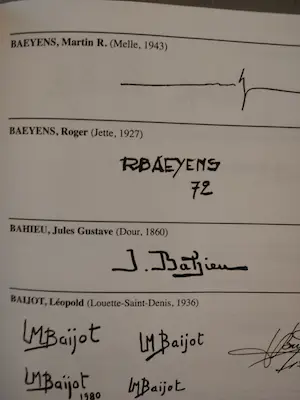 BAEYENS, Martin R. (Melle, 1943)
BAEYENS, Roger (Jette, 1927)
RBAEYENS
72
BAHIEU, Jules Gustave (Dour, 1860)
J. Bahieu
BAIJOT, Léopold (Louette-Saint-Denis, 1936)
LMBaijot LMBaijot
LMBaijot LMBaijot
1980